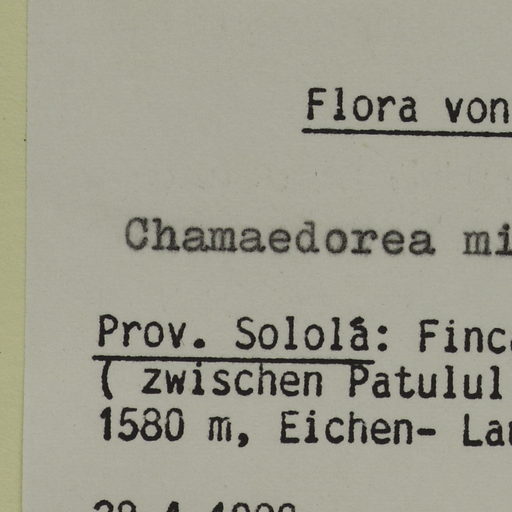 Flora von
Chamaedorea mi
Prov. Sololá: Finc
( zwischen Patulul
1580 m, Eichen- La